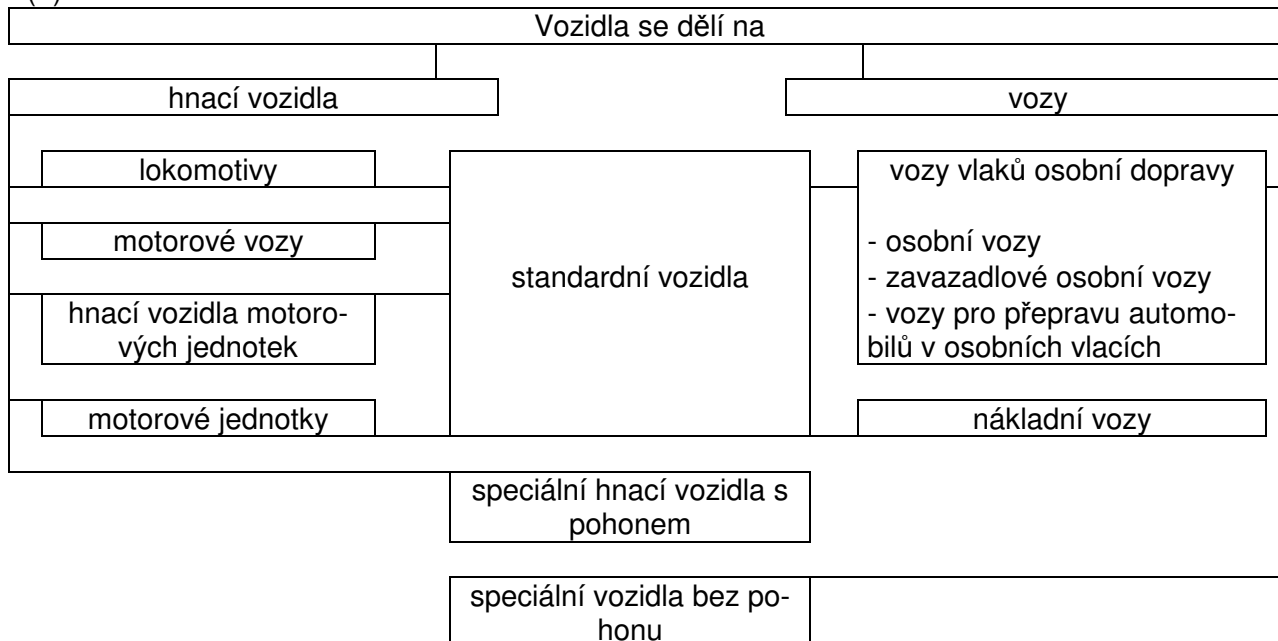 Vozidla se dělí na
hnací vozidla
vozy
lokomotivy
motorové vozy
hnací vozidla motoro-
vých jednotek
motorové jednotky
standardní vozidla
vozy vlaků osobní dopravy
- osobní vozy
- zavazadlové osobní vozy
- vozy pro přepravu automo-
bilů v osobních vlacích
nákladní vozy
speciální hnací vozidla s
pohonem
speciální vozidla bez po-
honu